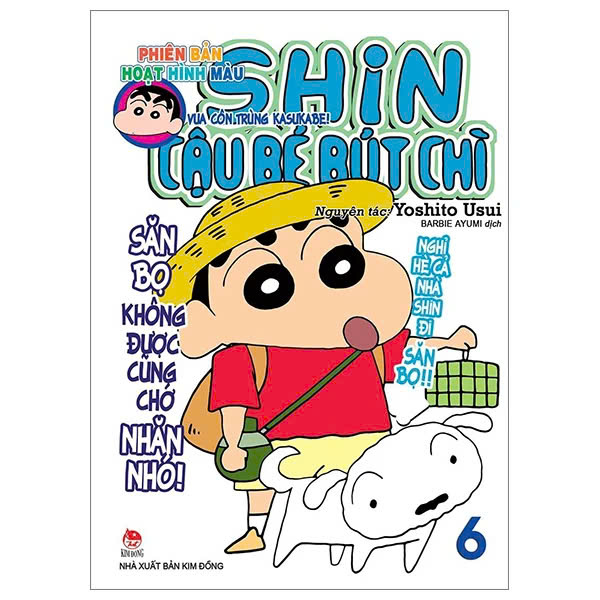 PHIÊN BẢN
HOẠT HÌNH MÀU
SHiN
VUA CÔN TRÙNG KASUKABE!
CẬU BÉ BÚT CHÌ
Nguyên tác: Yoshito Usui
BARBIE AYUMI dịch
SĂN
BỌ
KHÔNG
ĐƯỢC
CŨNG
CHỚ
NHĂN
NHÓ!
NGHỈ
HÈ CẢ
NHÀ
SHIN
ĐI
SĂN
BỌ!!
6
KIM ĐỒNG
NHÀ XUẤT BẢN KIM ĐỒNG